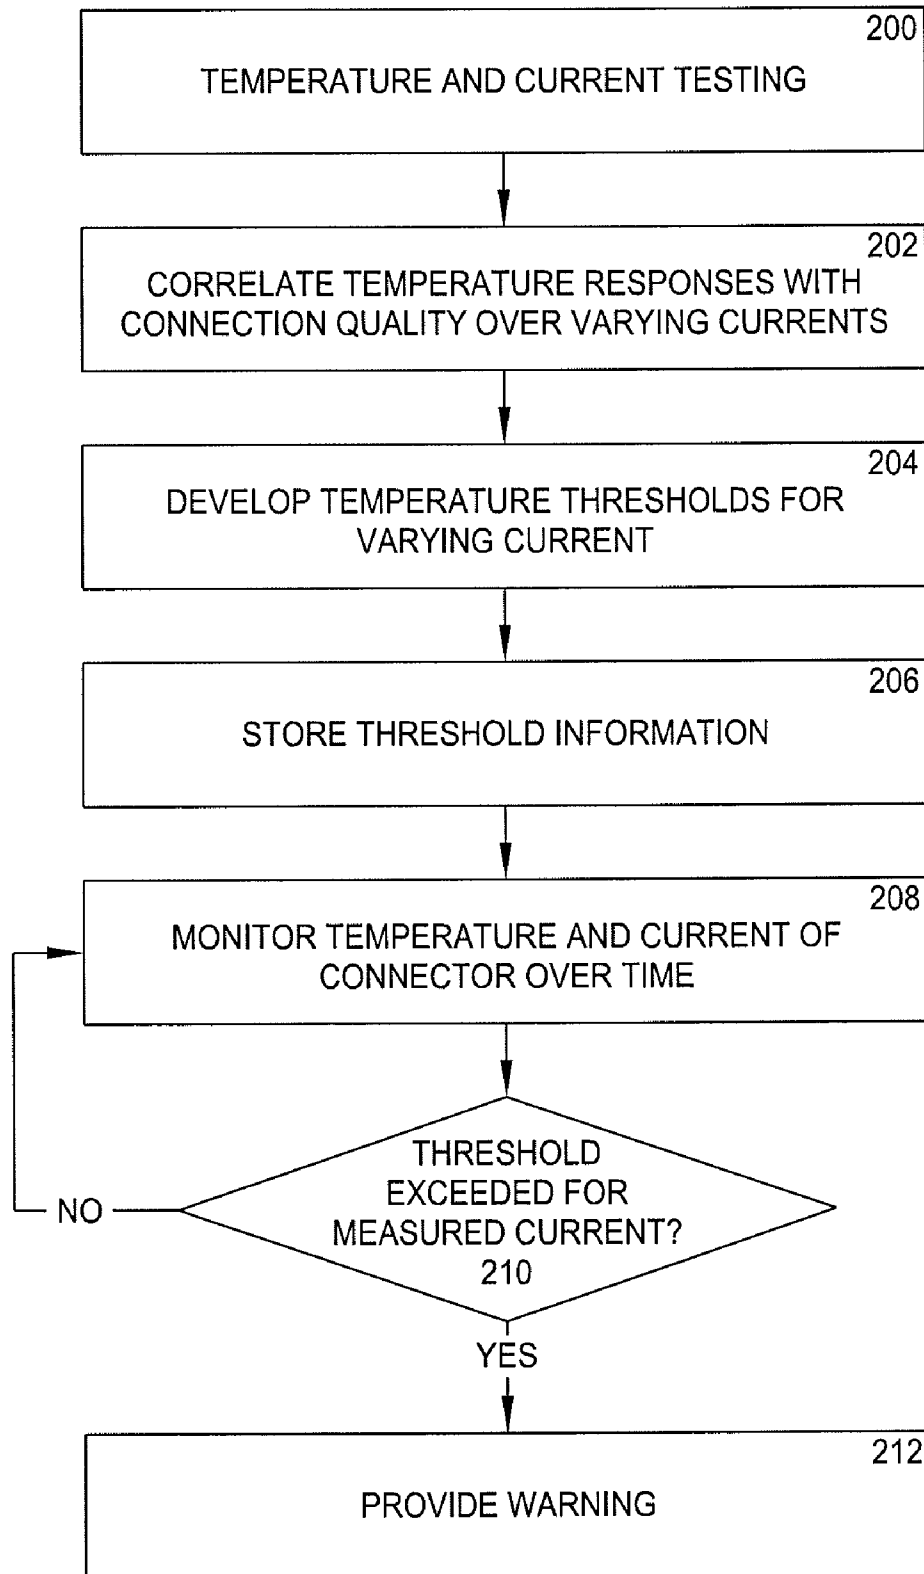 200
TEMPERATURE AND CURRENT TESTING
202
CORRELATE TEMPERATURE RESPONSES WITH
CONNECTION QUALITY OVER VARYING CURRENTS
204
DEVELOP TEMPERATURE THRESHOLDS FOR
VARYING CURRENT
206
STORE THRESHOLD INFORMATION
208
MONITOR TEMPERATURE AND CURRENT OF
CONNECTOR OVER TIME
THRESHOLD
EXCEEDED FOR
MEASURED CURRENT?
210
NO
YES
212
PROVIDE WARNING